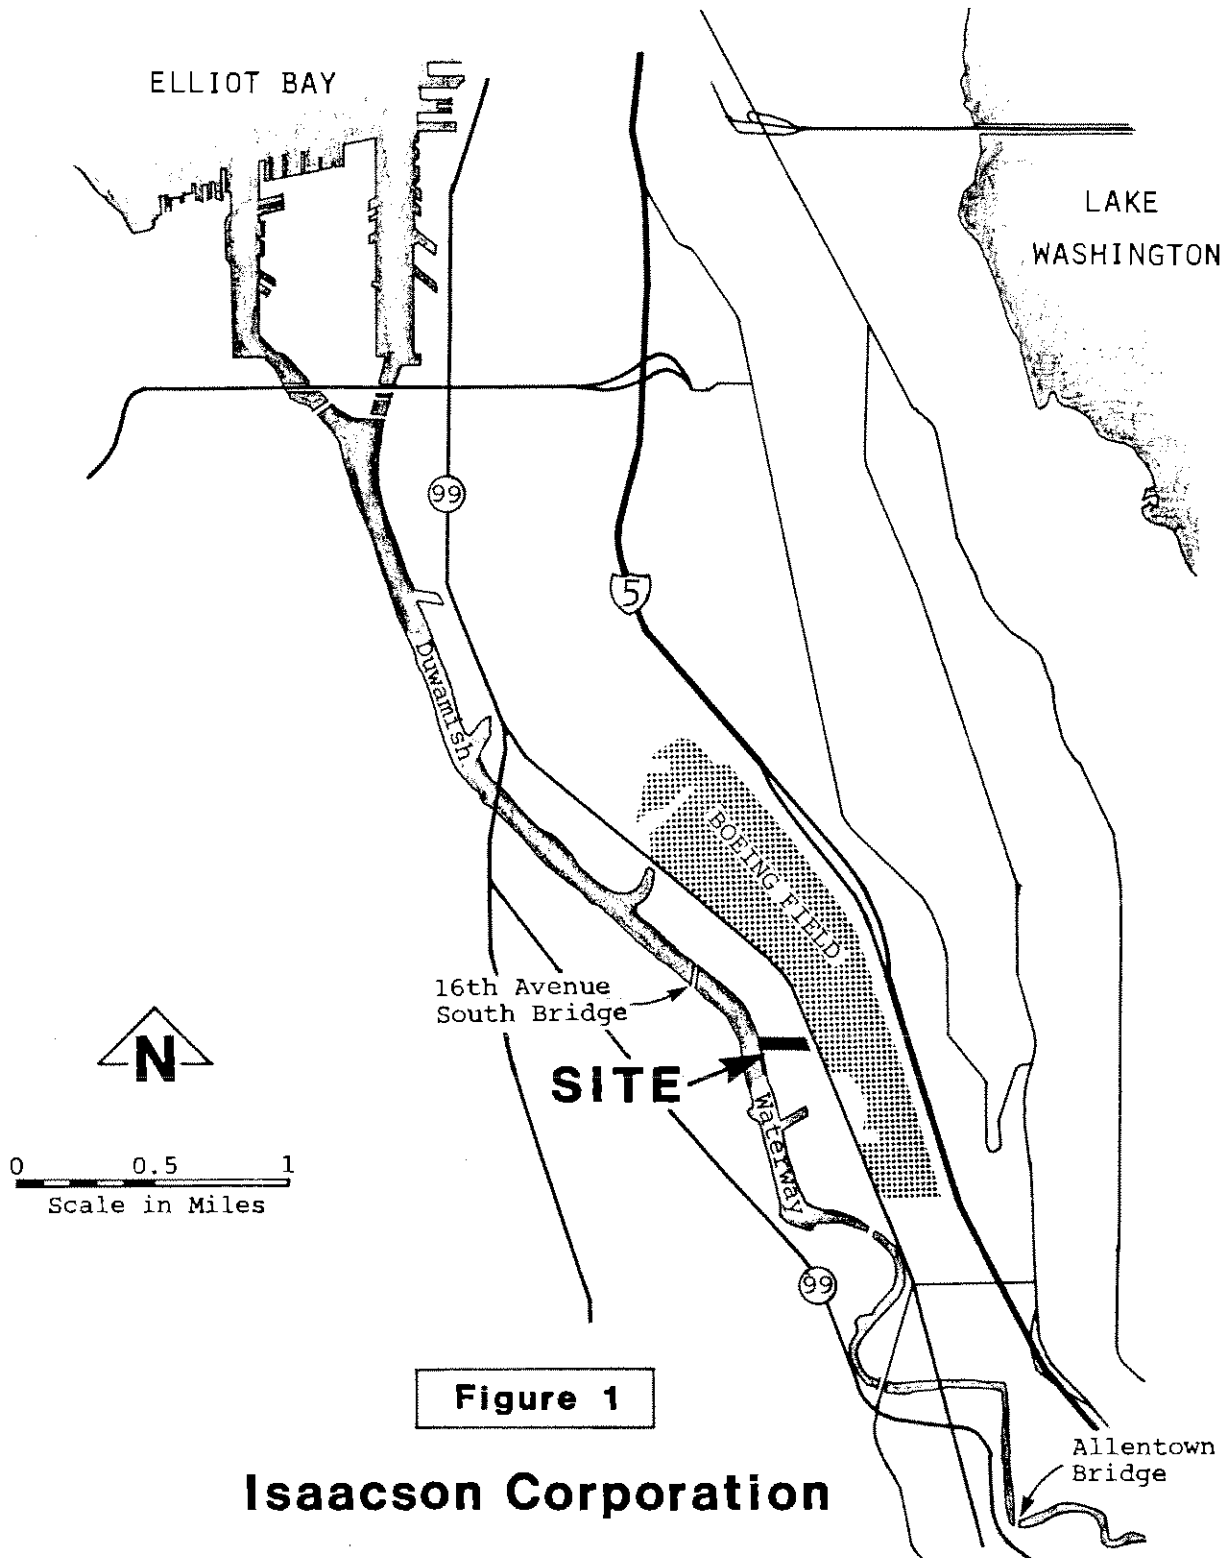 ELLIOT BAY
LAKE
WASHINGTON
99
5
Duwamish
BOEING FIELD
16th Avenue
South Bridge
N
SITE
Waterway
0 0.5 1
Scale in Miles
99
Figure 1
Allentown
Bridge
Isaacson Corporation